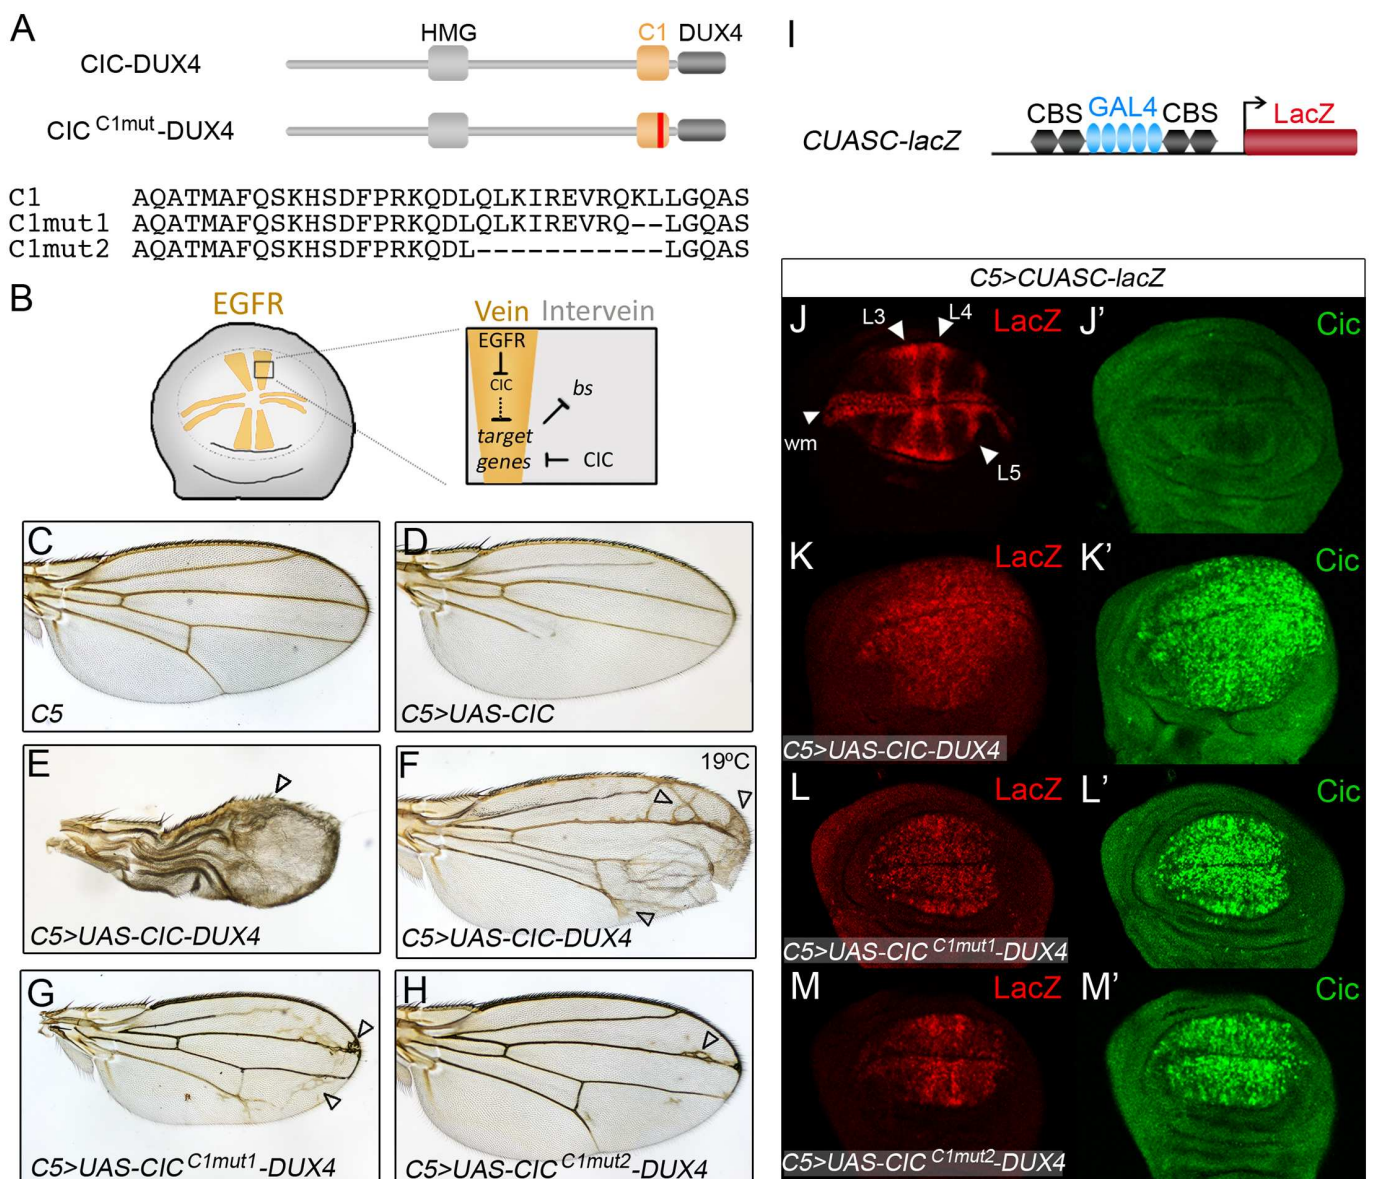 A
HMG C1 DUX4
CIC-DUX4
CIC C1mut-DUX4
C1 AQATMAFQSKHSDFPRKQDLQLKIREVRQKLLGQAS
C1mut1 AQATMAFQSKHSDFPRKQDLQLKIREVRQ--LGQAS
C1mut2 AQATMAFQSKHSDFPRKQDL-----------LGQAS
B
EGFR
Vein Intervein
EGFR
CIC
bs
target
genes
CIC
C
C5
D
C5>UAS-CIC
E
C5>UAS-CIC-DUX4
F
19ºC
C5>UAS-CIC-DUX4
G
C5>UAS-CIC C1mut1-DUX4
H
C5>UAS-CIC C1mut2-DUX4
I
CBS GAL4 CBS
LacZ
CUASC-lacZ
C5>CUASC-lacZ
J
L3 L4
LacZ
wm
L5
J’
Cic
K
LacZ
C5>UAS-CIC-DUX4
K’
Cic
L
LacZ
C5>UAS-CIC C1mut1-DUX4
L’
Cic
M
LacZ
C5>UAS-CIC C1mut2-DUX4
M’
Cic